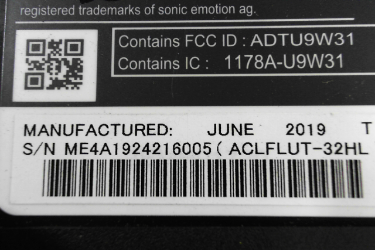 registered trademarks of sonic emotion ag.
Contains FCC ID : ADTU9W31
Contains IC : 1178A-U9W31
MANUFACTURED: JUNE 2019 T
S/N ME4A1924216005 ( ACLFLUT-32HL